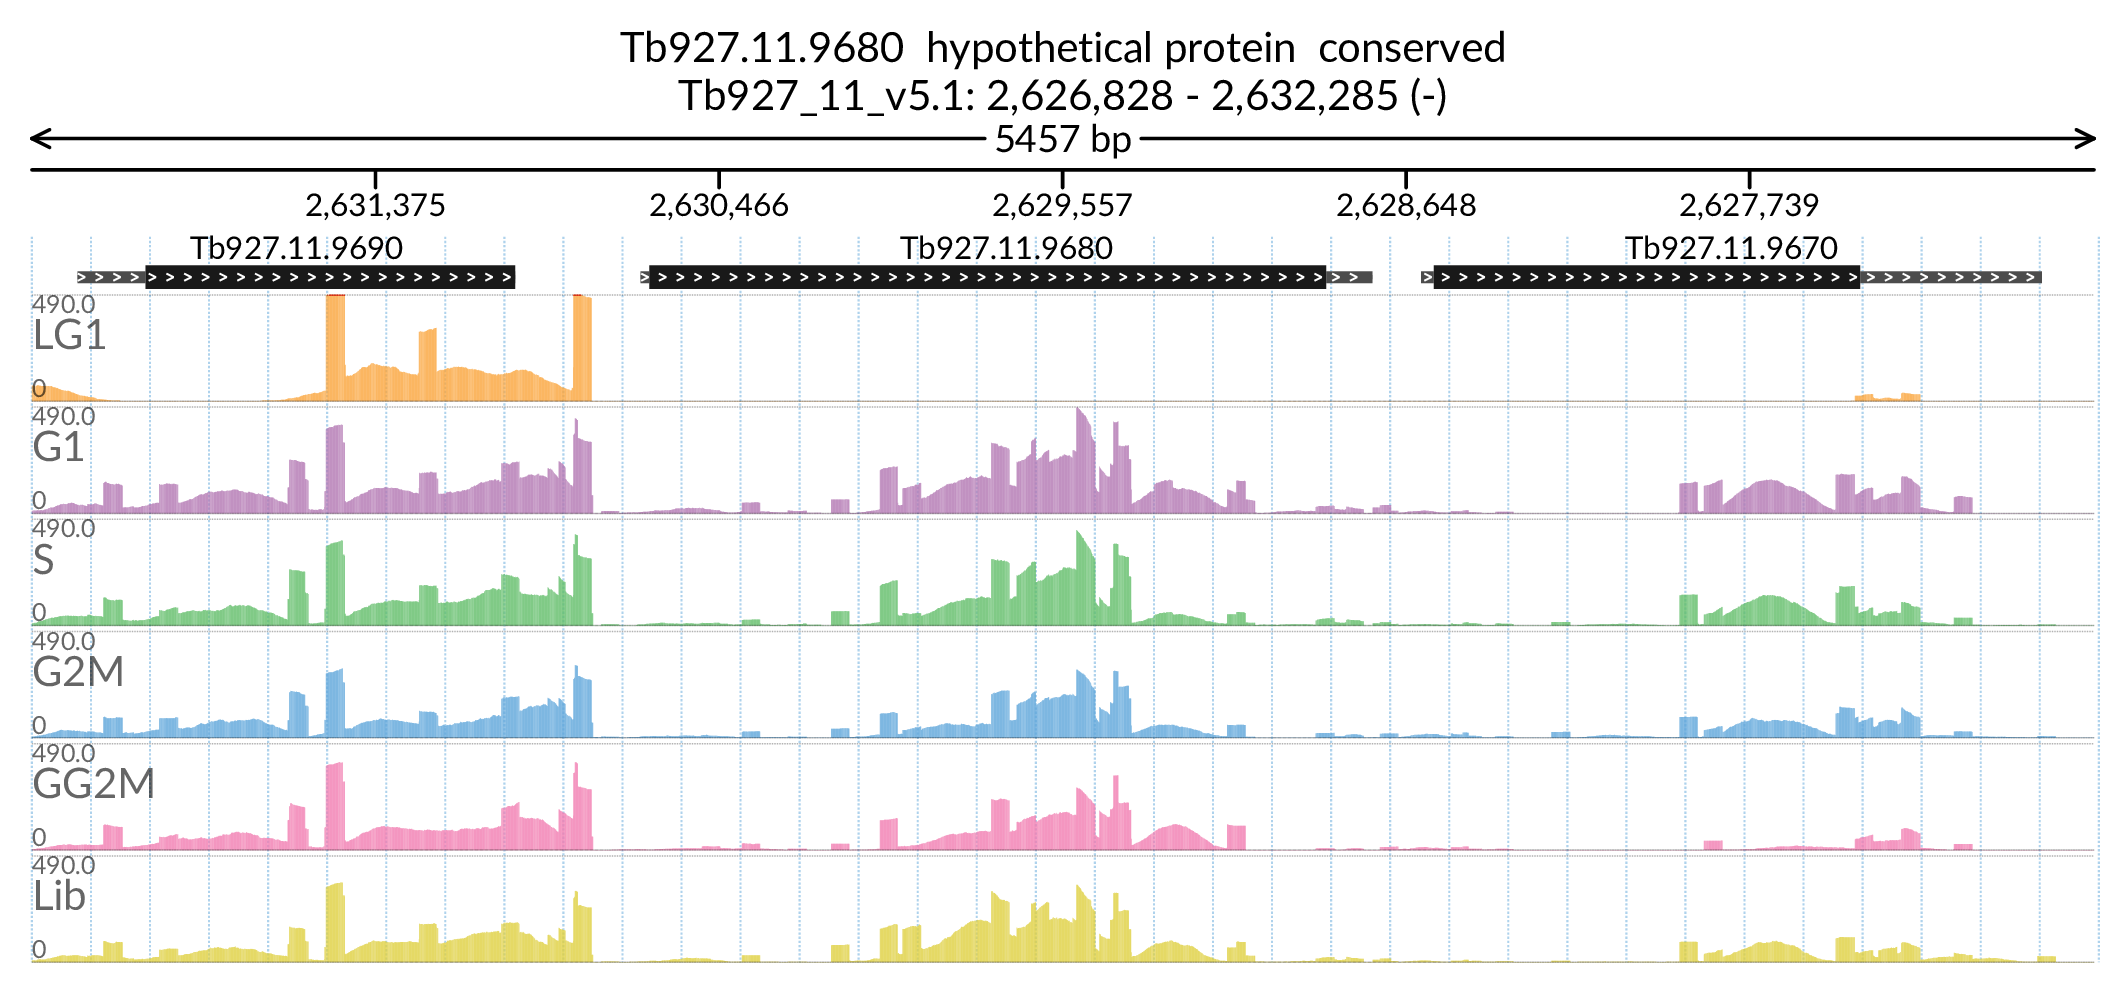 Tb927.11.9680  hypothetical protein  conserved
Tb927_11_v5.1: 2,626,828 - 2,632,285 (-)
5457 bp
2,631,375 2,630,466 2,629,557 2,628,648 2,627,739
Tb927.11.9690 Tb927.11.9680 Tb927.11.9670
490.0
LG1
0
490.0
G1
0
490.0
S
0
490.0
G2M
0
490.0
GG2M
0
490.0
Lib
0